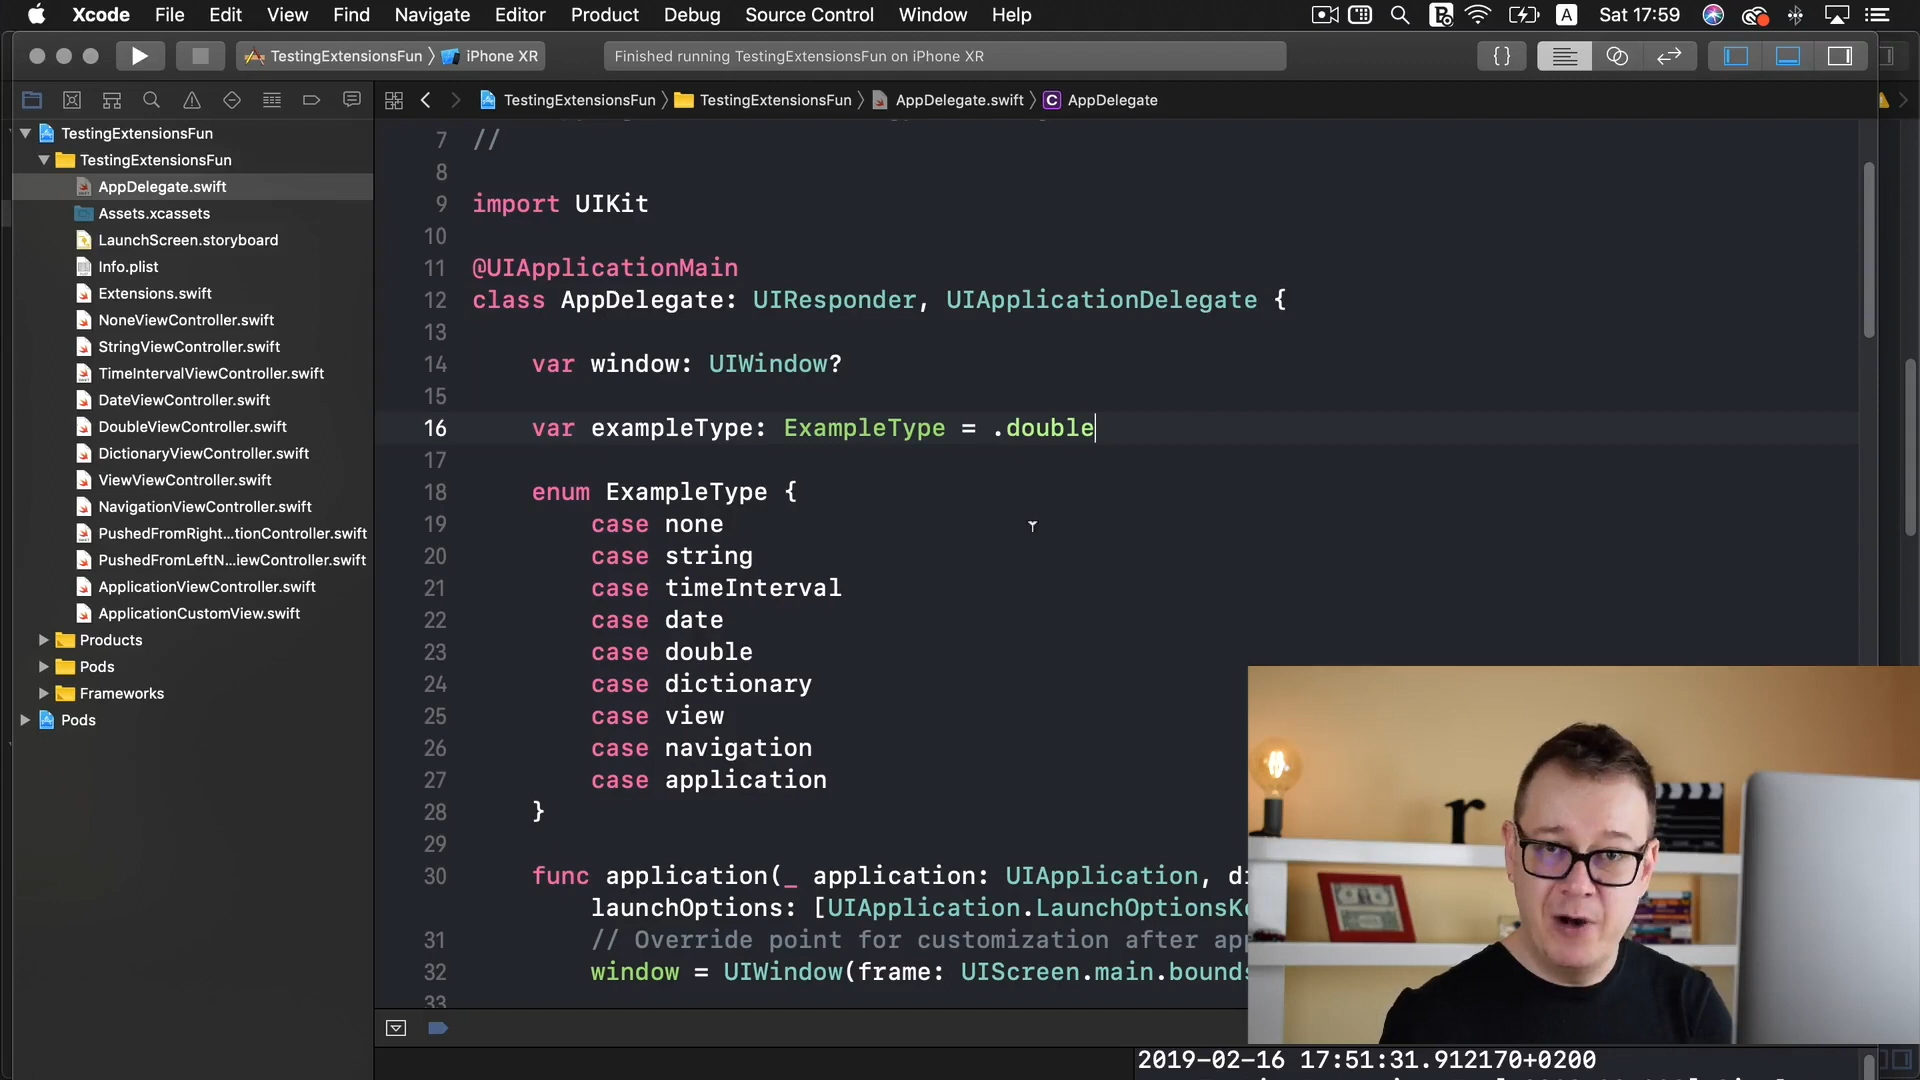 Xcode File Edit View Find Navigate Editor Product Debug Source Control Window Help A Sat 17:59
TestingExtensionsFun iPhone XR Finished running TestingExtensionsFun on iPhone XR {}
TestingExtensionsFun TestingExtensionsFun AppDelegate.swift C AppDelegate
TestingExtensionsFun
TestingExtensionsFun
AppDelegate.swift
Assets.xcassets
LaunchScreen.storyboard
Info.plist
Extensions.swift
NoneViewController.swift
StringViewController.swift
TimeIntervalViewController.swift
DateViewController.swift
DoubleViewController.swift
DictionaryViewController.swift
ViewViewController.swift
NavigationViewController.swift
PushedFromRight...tionController.swift
PushedFromLeftN...iewController.swift
ApplicationViewController.swift
ApplicationCustomView.swift
Products
Pods
Frameworks
Pods
7 //
8
9 import UIKit
10
11 @UIApplicationMain
12 class AppDelegate: UIResponder, UIApplicationDelegate {
13
14 var window: UIWindow?
15
16 var exampleType: ExampleType = .double
17
18 enum ExampleType {
19 case none
20 case string
21 case timeInterval
22 case date
23 case double
24 case dictionary
25 case view
26 case navigation
27 case application
28 }
29
30 func application(_ application: UIApplication, di
launchOptions: [UIApplication.LaunchOptionsKe
31 // Override point for customization after app
32 window = UIWindow(frame: UIScreen.main.bounds
33
r
2019-02-16 17:51:31.912170+0200